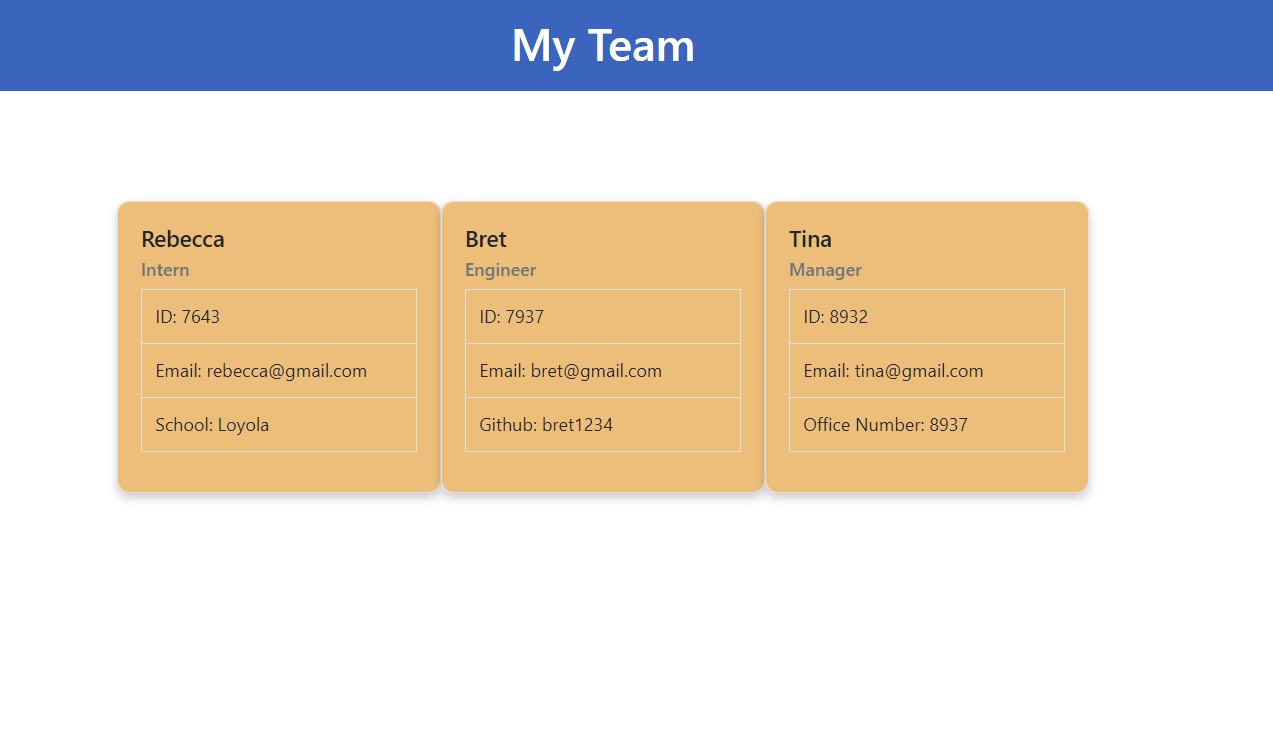 My Team
Rebecca
Intern
ID: 7643
Email: rebecca@gmail.com
School: Loyola
Bret
Engineer
ID: 7937
Email: bret@gmail.com
Github: bret1234
Tina
Manager
ID: 8932
Email: tina@gmail.com
Office Number: 8937